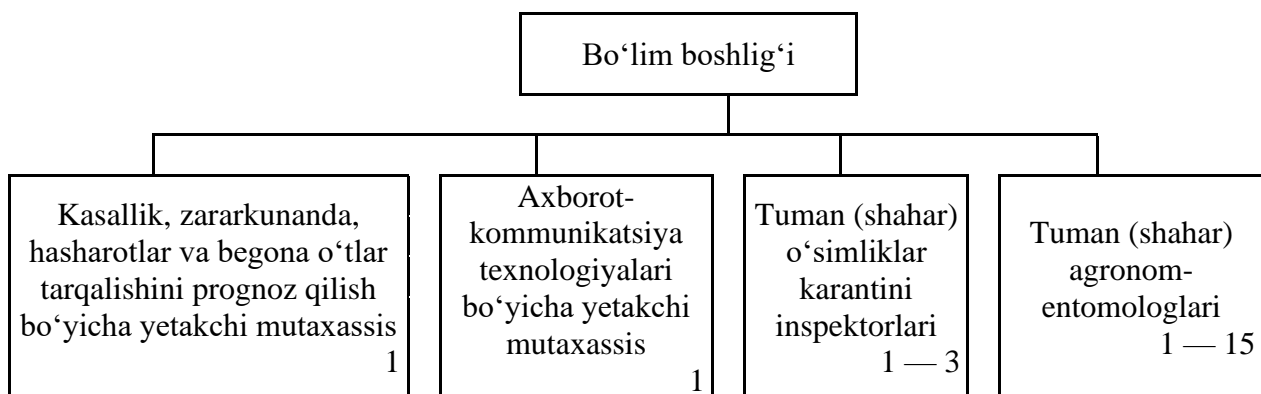 Bo‘lim boshlig‘i
Kasallik, zararkunanda,
hasharotlar va begona o‘tlar
tarqalishini prognoz qilish
bo‘yicha yetakchi mutaxassis
1
Axborot-
kommunikatsiya
texnologiyalari
bo‘yicha yetakchi
mutaxassis
1
Tuman (shahar)
o‘simliklar
karantini
inspektorlari
1 — 3
Tuman (shahar)
agronom-
entomologlari
1 — 15